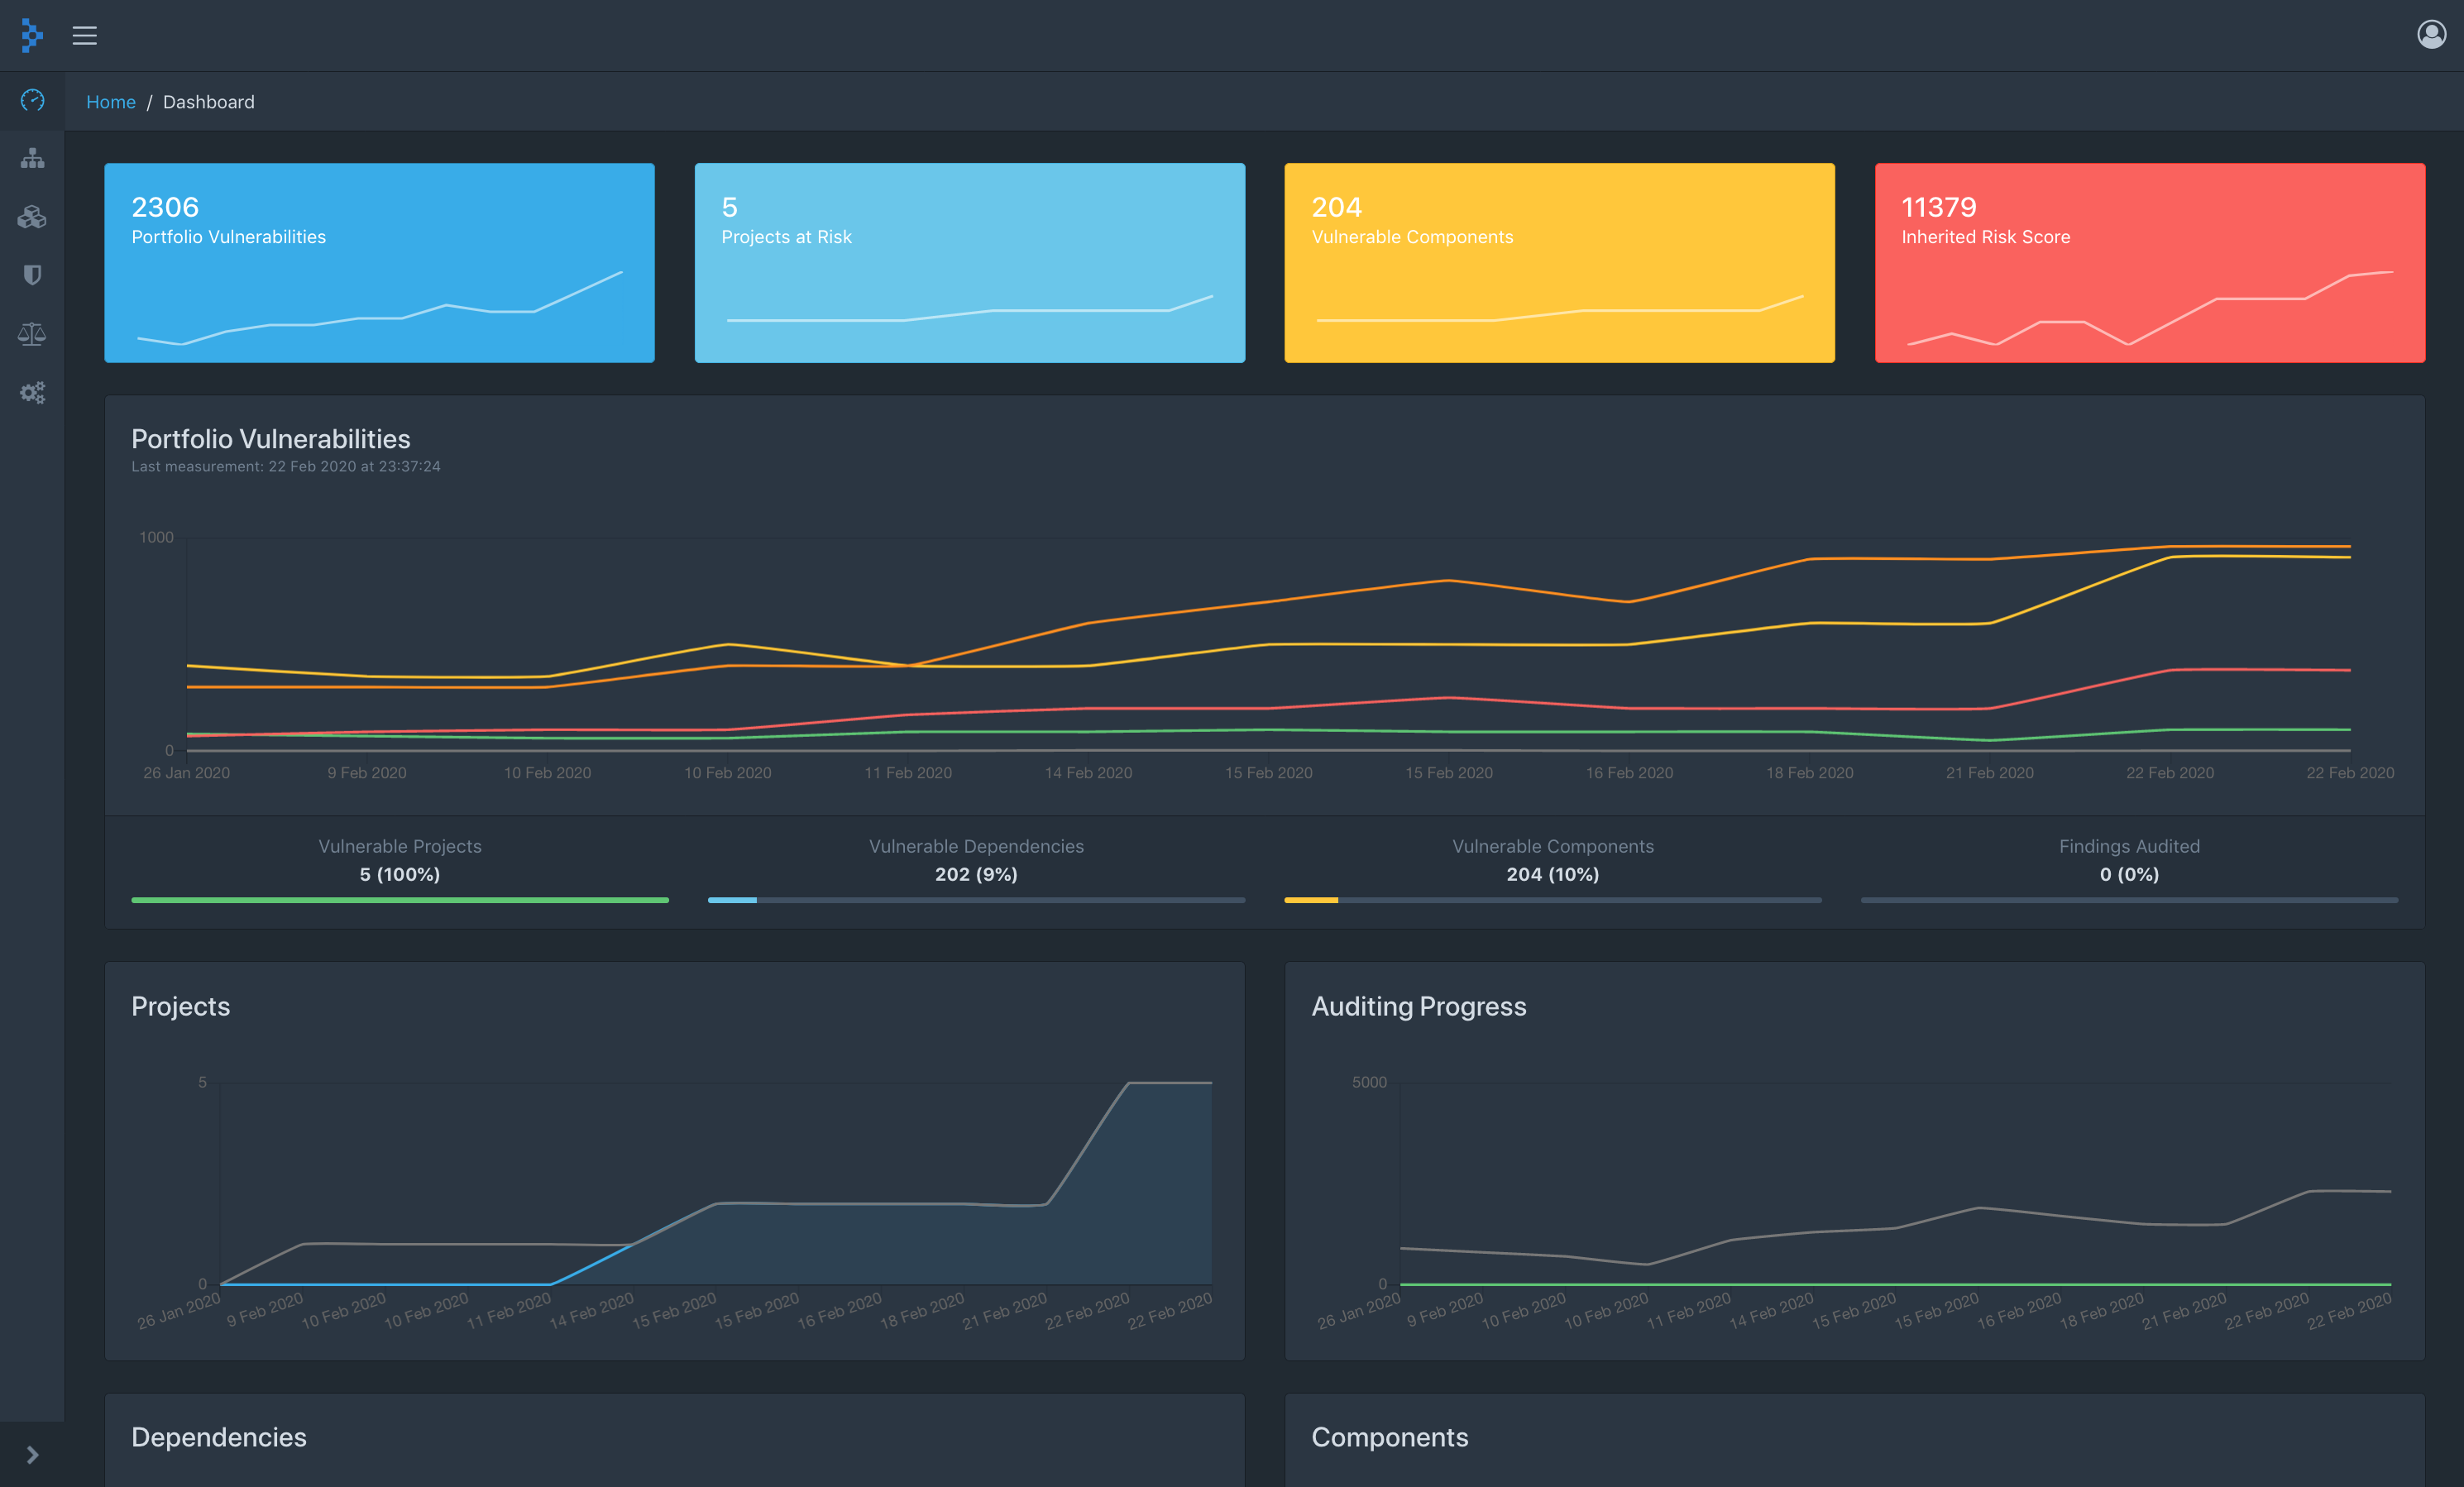 Home / Dashboard
2306
Portfolio Vulnerabilities
5
Projects at Risk
204
Vulnerable Components
11379
Inherited Risk Score
Portfolio Vulnerabilities
Last measurement: 22 Feb 2020 at 23:37:24
1000
0
26 Jan 2020
9 Feb 2020
10 Feb 2020
10 Feb 2020
11 Feb 2020
14 Feb 2020
15 Feb 2020
15 Feb 2020
16 Feb 2020
18 Feb 2020
21 Feb 2020
22 Feb 2020
22 Feb 2020
Vulnerable Projects
5 (100%)
Vulnerable Dependencies
202 (9%)
Vulnerable Components
204 (10%)
Findings Audited
0 (0%)
Projects
5
0
26 Jan 2020
9 Feb 2020
10 Feb 2020
10 Feb 2020
11 Feb 2020
14 Feb 2020
15 Feb 2020
15 Feb 2020
16 Feb 2020
18 Feb 2020
21 Feb 2020
22 Feb 2020
22 Feb 2020
Auditing Progress
5000
0
26 Jan 2020
9 Feb 2020
10 Feb 2020
10 Feb 2020
11 Feb 2020
14 Feb 2020
15 Feb 2020
15 Feb 2020
16 Feb 2020
18 Feb 2020
21 Feb 2020
22 Feb 2020
22 Feb 2020
Dependencies
Components